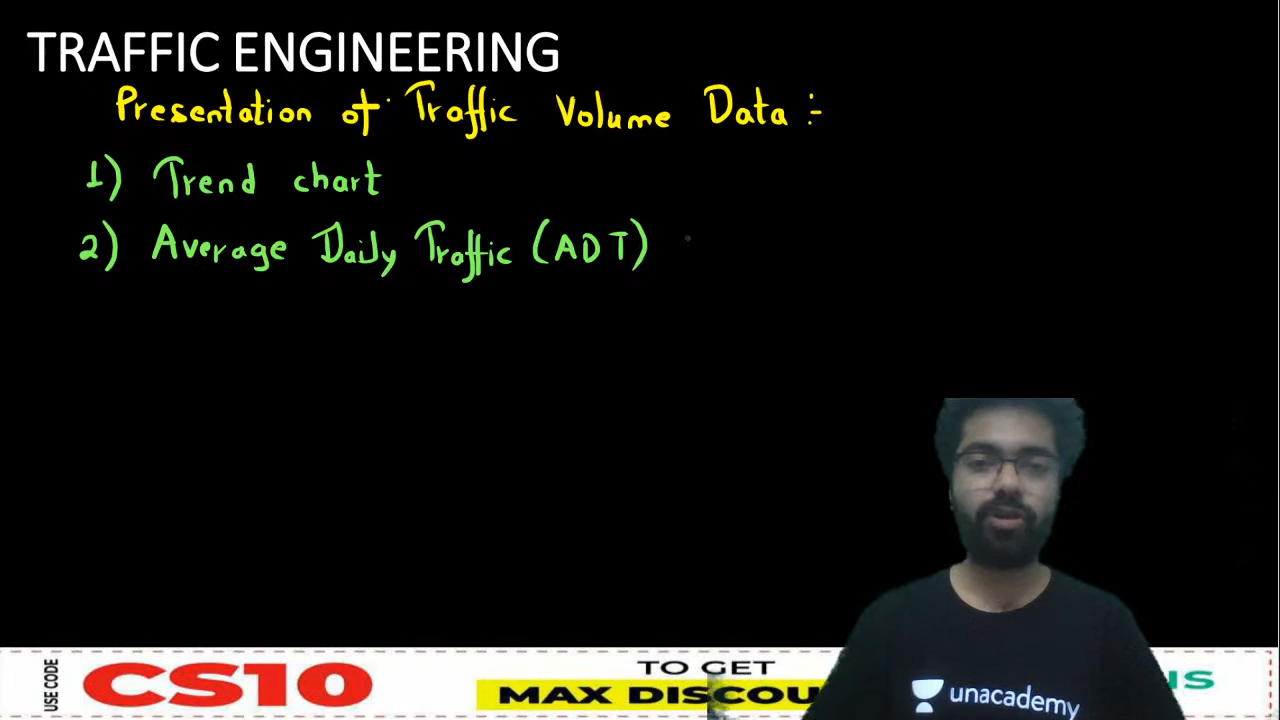 TRAFFIC ENGINEERING
Presentation of Traffic Volume Data :-
1) Trend chart
2) Average Daily Traffic (ADT)
USE CODE
CS10
TO GET
MAX DISCOU
NS
unacademy